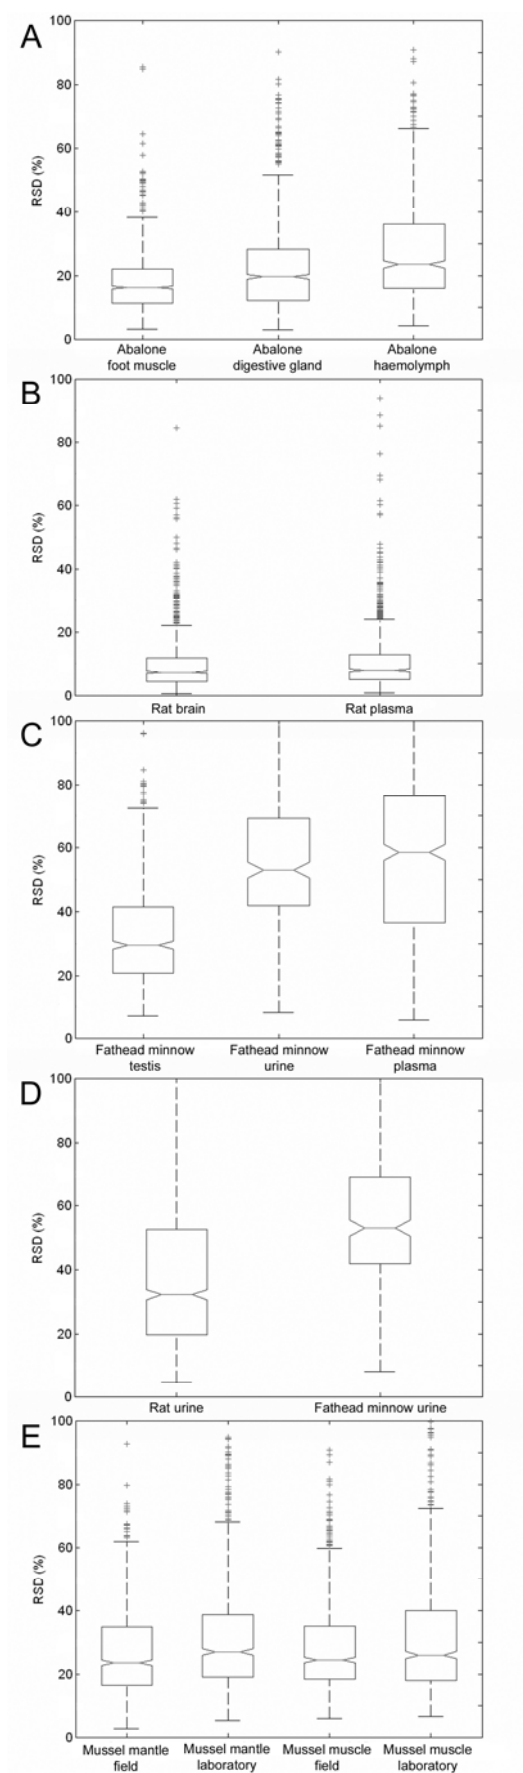 A
100
80
60
40
20
0
RSD (%)
Abalone
foot muscle
Abalone
digestive gland
Abalone
haemolymph
B
100
80
60
40
20
0
RSD (%)
Rat brain
Rat plasma
C
100
80
60
40
20
0
RSD (%)
Fathead minnow
testis
Fathead minnow
urine
Fathead minnow
plasma
D
100
80
60
40
20
0
RSD (%)
Rat urine
Fathead minnow urine
E
100
80
60
40
20
0
RSD (%)
Mussel mantle
field
Mussel mantle
laboratory
Mussel muscle
field
Mussel muscle
laboratory